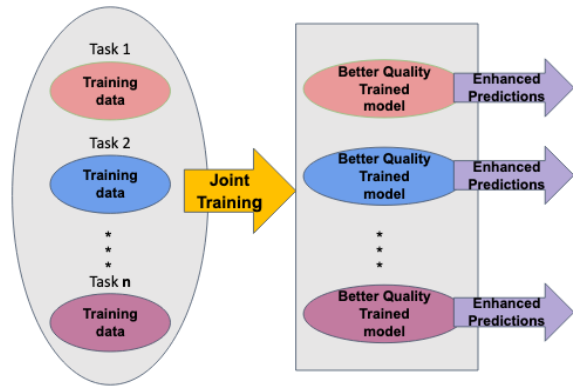 Task 1
Training
data
Task 2
Training
data
*
*
*
Task n
Training
data
Joint
Training
Better Quality
Trained
model
Enhanced
Predictions
Better Quality
Trained
model
Enhanced
Predictions
*
*
*
Better Quality
Trained
model
Enhanced
Predictions